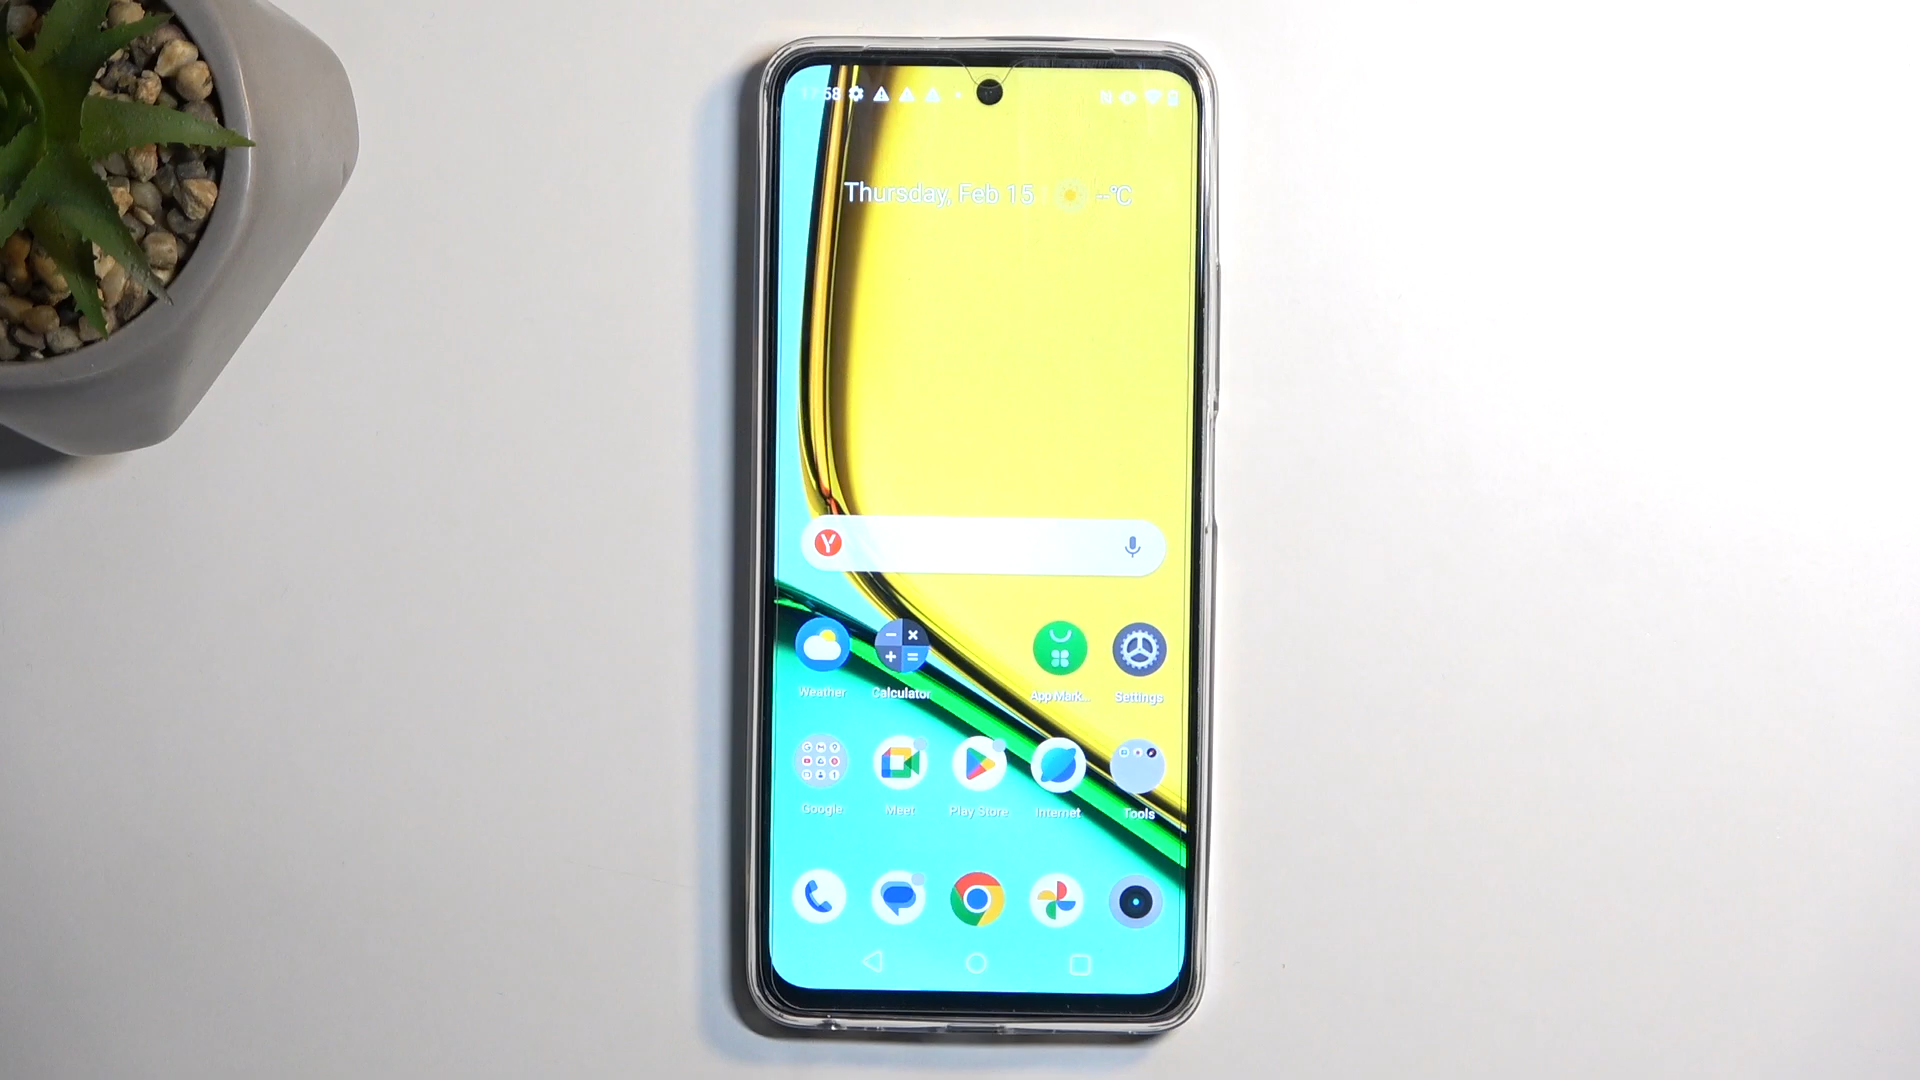 Thursday, Feb 15 --°C
Weather Calculator App Mark... Settings
Google Meet Play Store Internet Tools